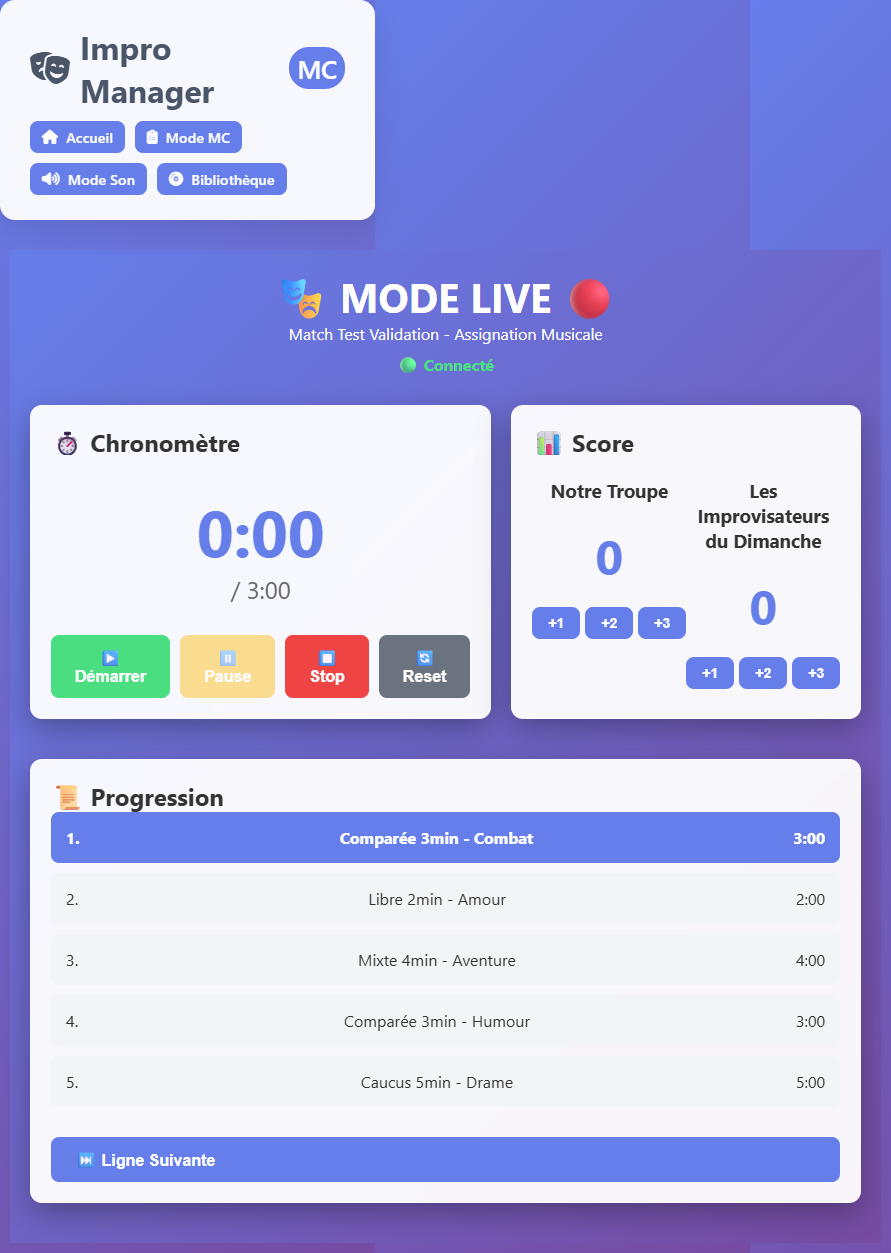 Impro
Manager
MC
Accueil
Mode MC
Mode Son
Bibliothèque
MODE LIVE
Match Test Validation - Assignation Musicale
Connecté
Chronomètre
0:00
/ 3:00
Démarrer
Pause
Stop
Reset
Score
Notre Troupe
0
+1 +2 +3
Les
Improvisateurs
du Dimanche
0
+1 +2 +3
Progression
1. Comparée 3min - Combat 3:00
2. Libre 2min - Amour 2:00
3. Mixte 4min - Aventure 4:00
4. Comparée 3min - Humour 3:00
5. Caucus 5min - Drame 5:00
Ligne Suivante